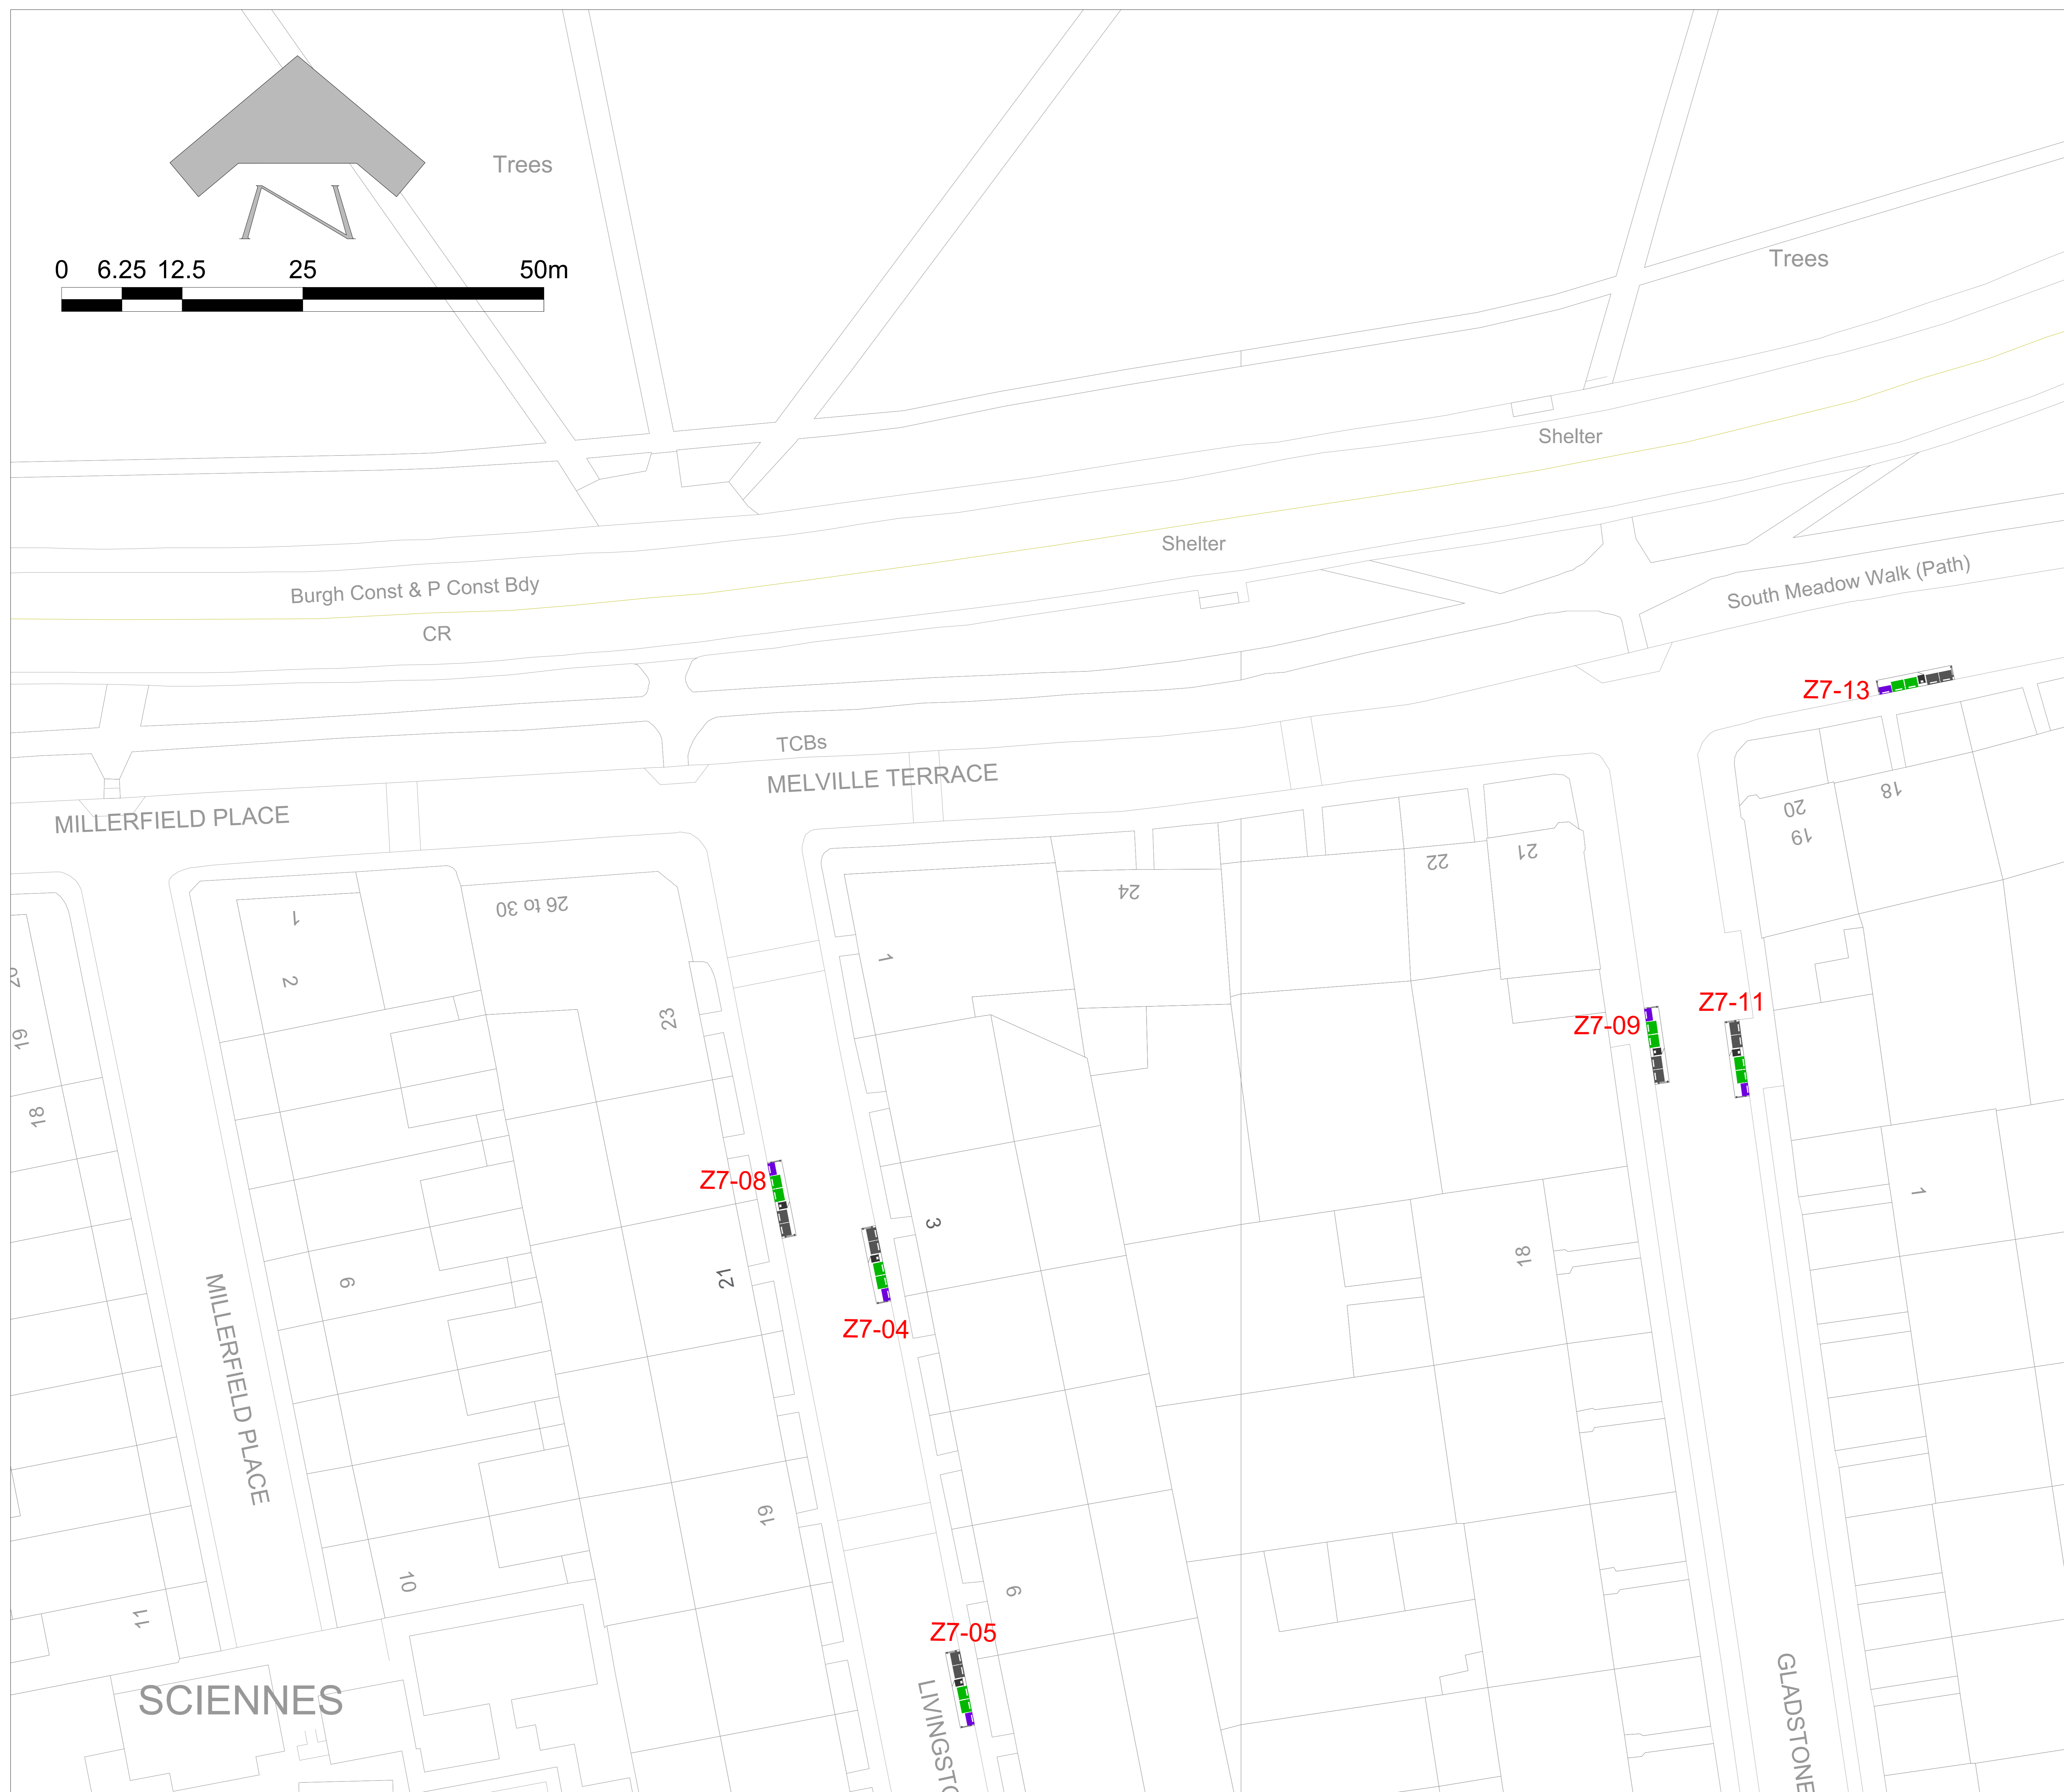 Trees
N
0 6.25 12.5 25 50m
Trees
Shelter
Shelter
Burgh Const & P Const Bdy
CR
South Meadow Walk (Path)
Z7-13
TCBs
MELVILLE TERRACE
MILLERFIELD PLACE
18
20
19
22
21
24
26 to 30
1
2
1
23
19
18
Z7-11
Z7-09
Z7-08
1
3
18
21
Z7-04
6
MILLERFIELD PLACE
19
10
11
9
Z7-05
SCIENNES
LIVINGSTO
GLADSTONE